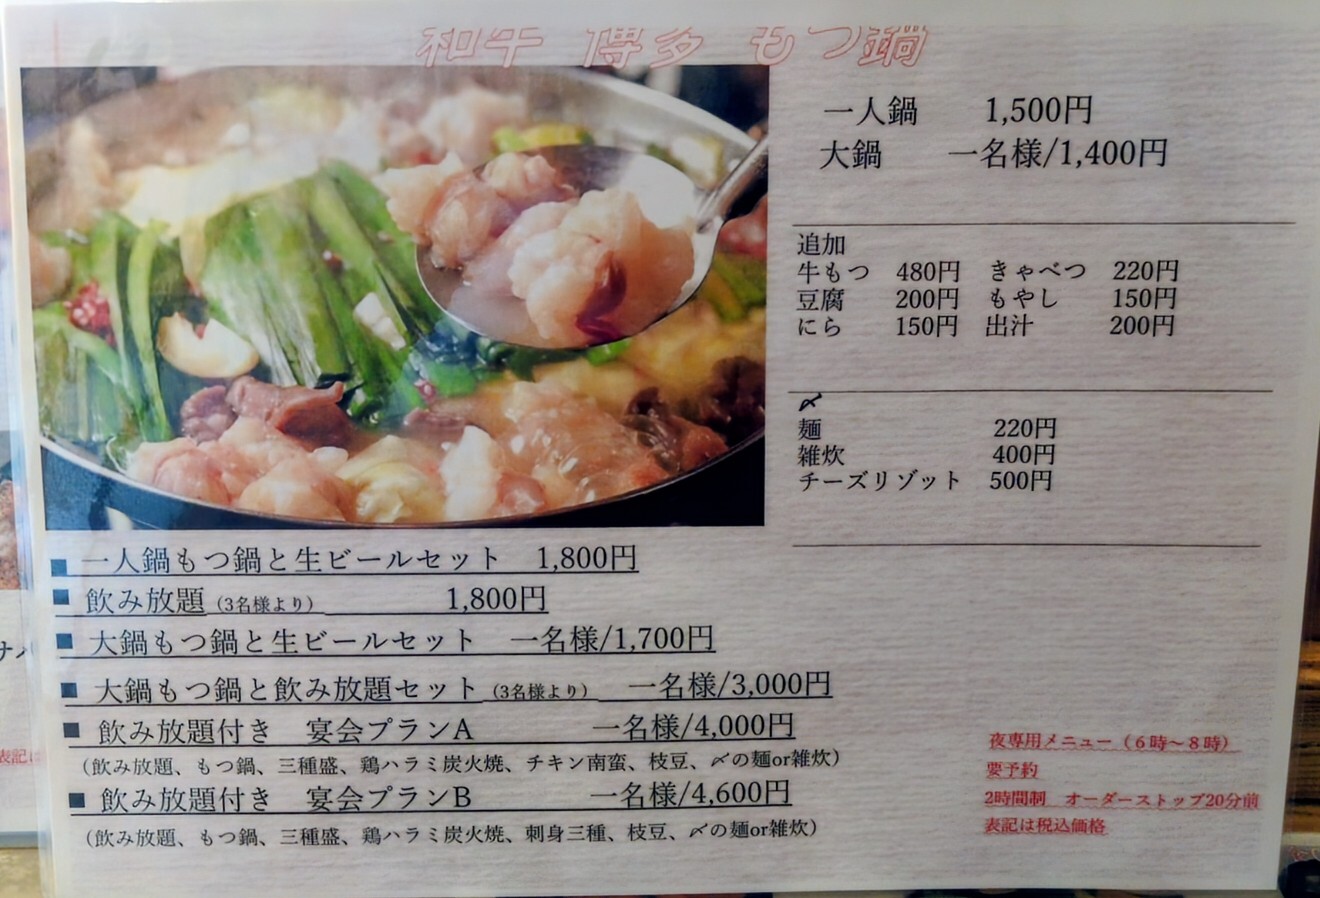 和牛 博多 もつ鍋
一人鍋 1,500円
大鍋 一名様/1,400円
追加
牛もつ 480円 きゃべつ 220円
豆腐 200円 もやし 150円
にら 150円 出汁 200円
〆
麺 220円
雑炊 400円
チーズリゾット 500円
■ 一人鍋もつ鍋と生ビールセット 1,800円
■ 飲み放題(3名様より) 1,800円
■ 大鍋もつ鍋と生ビールセット 一名様/1,700円
■ 大鍋もつ鍋と飲み放題セット(3名様より) 一名様/3,000円
■ 飲み放題付き 宴会プランA 一名様/4,000円
(飲み放題、もつ鍋、三種盛、鶏ハラミ炭火焼、チキン南蛮、枝豆、〆の麺or雑炊)
■ 飲み放題付き 宴会プランB 一名様/4,600円
(飲み放題、もつ鍋、三種盛、鶏ハラミ炭火焼、刺身三種、枝豆、〆の麺or雑炊)
夜専用メニュー(6時~8時)
要予約
2時間制 オーダーストップ20分前
表記は税込価格
表記は